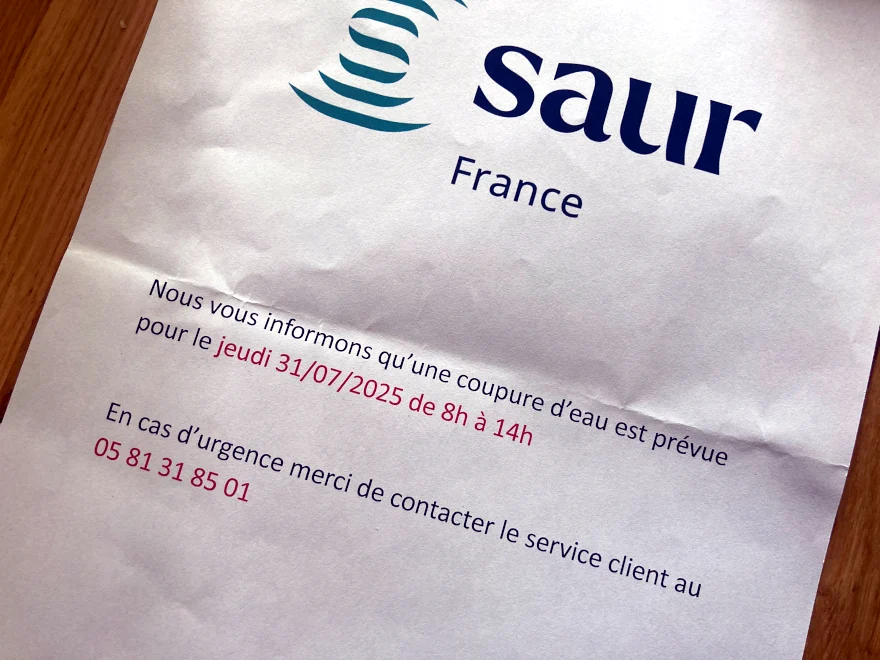 saur
France
Nous vous informons qu’une coupure d’eau est prévue
pour le jeudi 31/07/2025 de 8h à 14h
En cas d’urgence merci de contacter le service client au
05 81 31 85 01